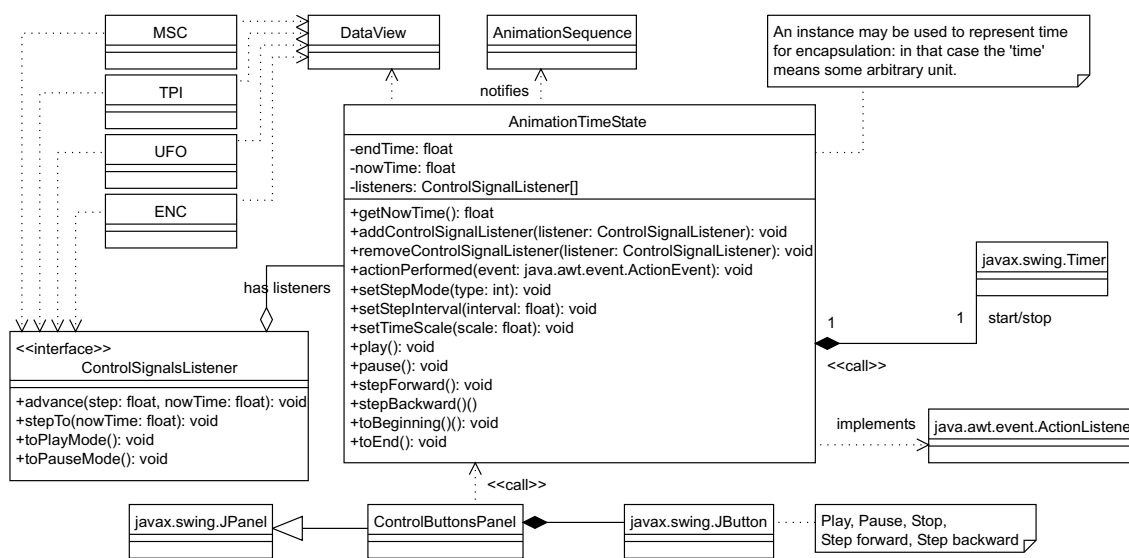 MSC
DataView
AnimationSequence
An instance may be used to represent time
for encapsulation: in that case the 'time'
means some arbitrary unit.
TPI
UFO
ENC
notifies
AnimationTimeState
-endTime: float
-nowTime: float
-listeners: ControlSignalListener[]
+getNowTime(): float
+addControlSignalListener(listener: ControlSignalListener): void
+removeControlSignalListener(listener: ControlSignalListener): void
+actionPerformed(event: java.awt.event.ActionEvent): void
+setStepMode(type: int): void
+setStepInterval(interval: float): void
+setTimeScale(scale: float): void
+play(): void
+pause(): void
+stepForward(): void
+stepBackward()()
+toBeginning()(): void
+toEnd(): void
has listeners
<<interface>>
ControlSignalsListener
+advance(step: float, nowTime: float): void
+stepTo(nowTime: float): void
+toPlayMode(): void
+toPauseMode(): void
javax.swing.Timer
1
1
start/stop
<<call>>
implements
java.awt.event.ActionListene
<<call>>
javax.swing.JPanel
ControlButtonsPanel
javax.swing.JButton
Play, Pause, Stop,
Step forward, Step backward